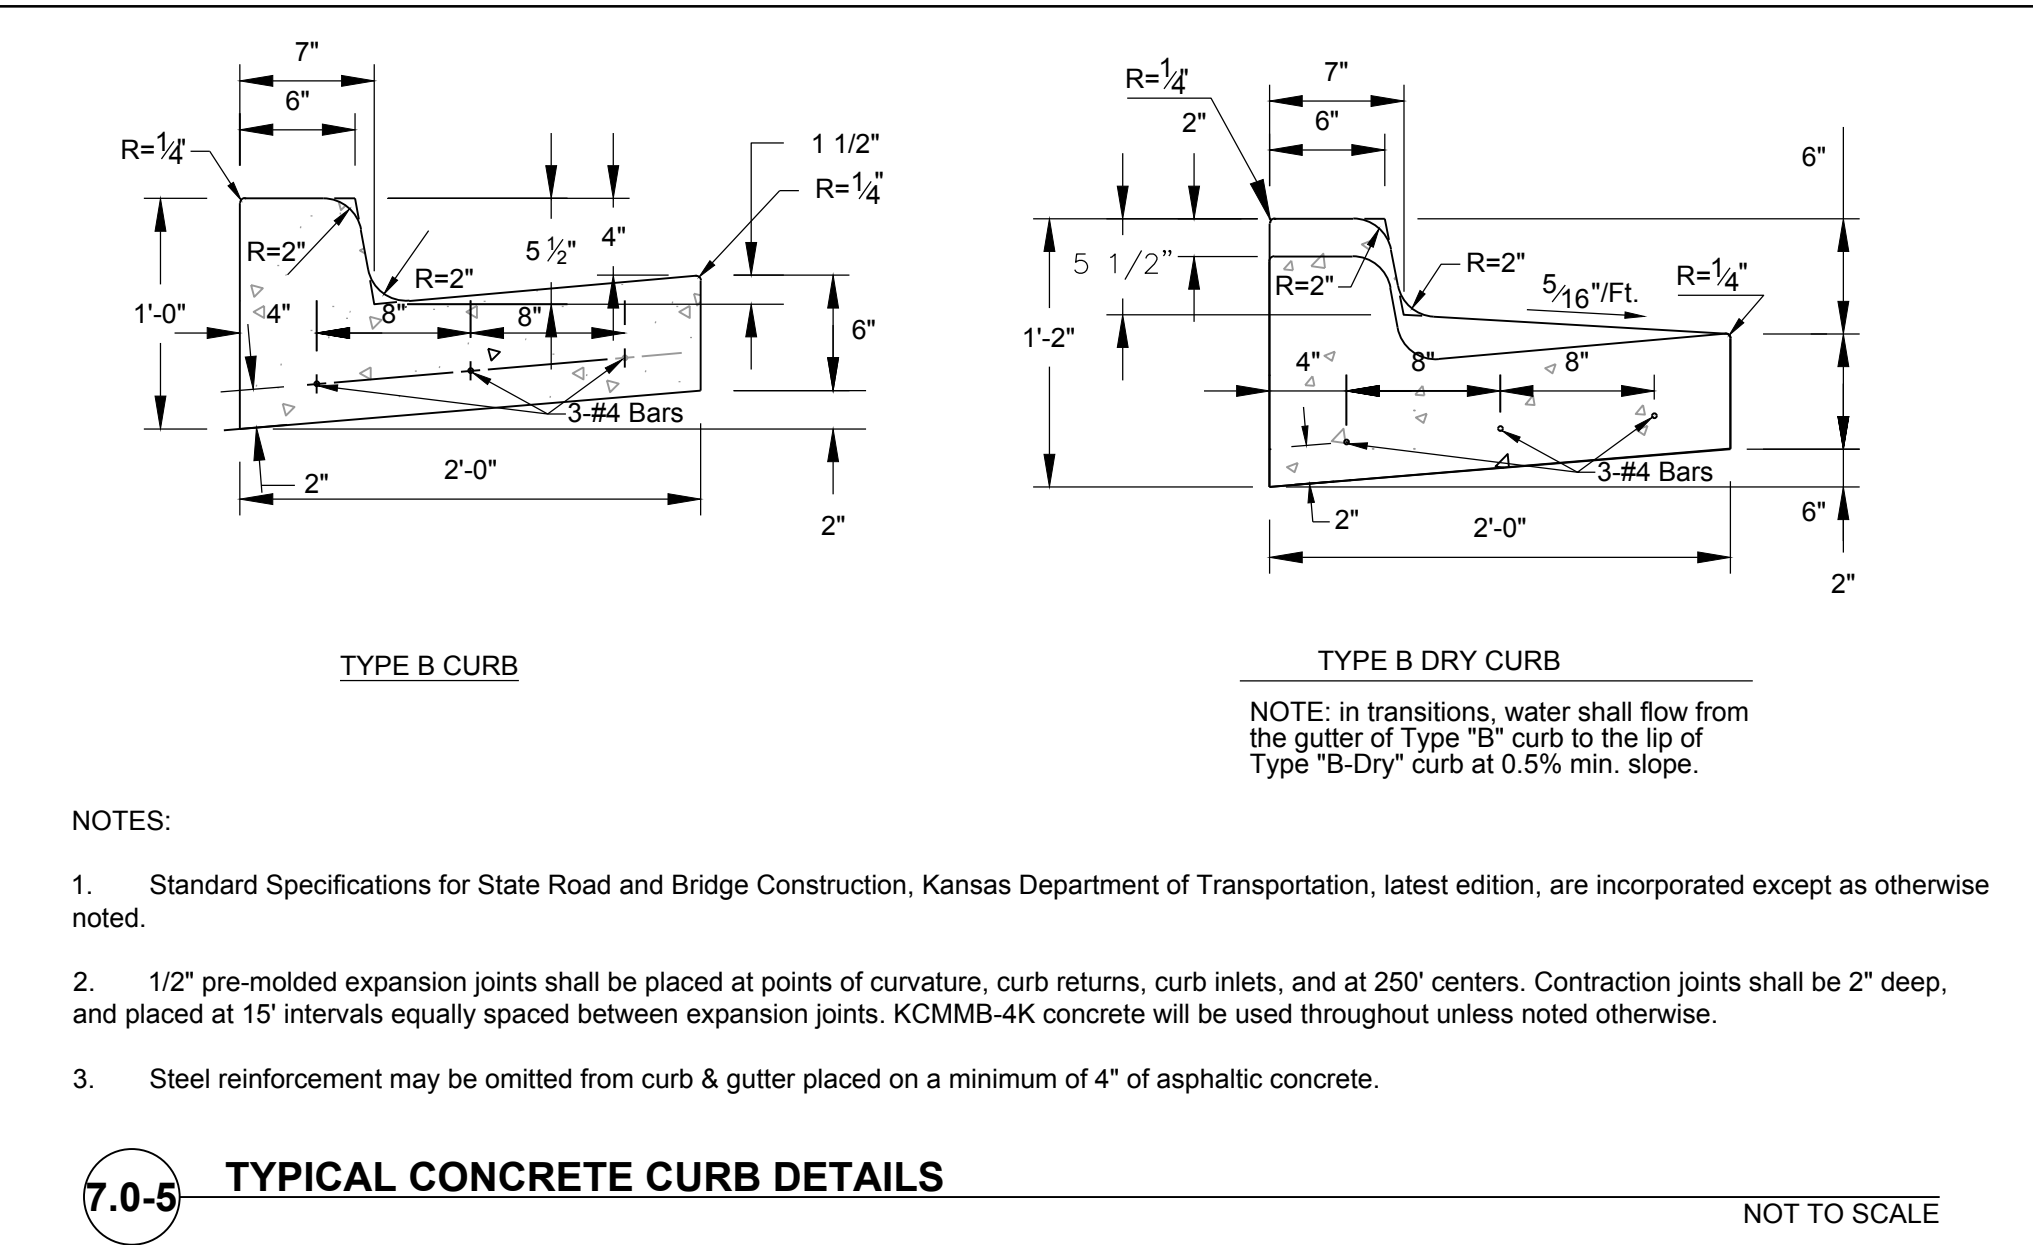 7"
6"
R=1/4"
1 1/2"
R=1/4"
R=2"
R=2"
5 1/2"
4"
1'-0"
4"
8"
8"
6"
3-#4 Bars
2"
2'-0"
2"
TYPE B CURB
R=1/4"
7"
2"
6"
6"
5 1/2”
R=2"
R=2"
5/16"/Ft.
R=1/4"
1'-2"
4"
8"
8"
3-#4 Bars
2"
2'-0"
6"
2"
TYPE B DRY CURB
NOTE: in transitions, water shall flow from
the gutter of Type "B" curb to the lip of
Type "B-Dry" curb at 0.5% min. slope.
NOTES:
1. Standard Specifications for State Road and Bridge Construction, Kansas Department of Transportation, latest edition, are incorporated except as otherwise
noted.
2. 1/2" pre-molded expansion joints shall be placed at points of curvature, curb returns, curb inlets, and at 250' centers. Contraction joints shall be 2" deep,
and placed at 15' intervals equally spaced between expansion joints. KCMMB-4K concrete will be used throughout unless noted otherwise.
3. Steel reinforcement may be omitted from curb & gutter placed on a minimum of 4" of asphaltic concrete.
7.0-5
TYPICAL CONCRETE CURB DETAILS
NOT TO SCALE